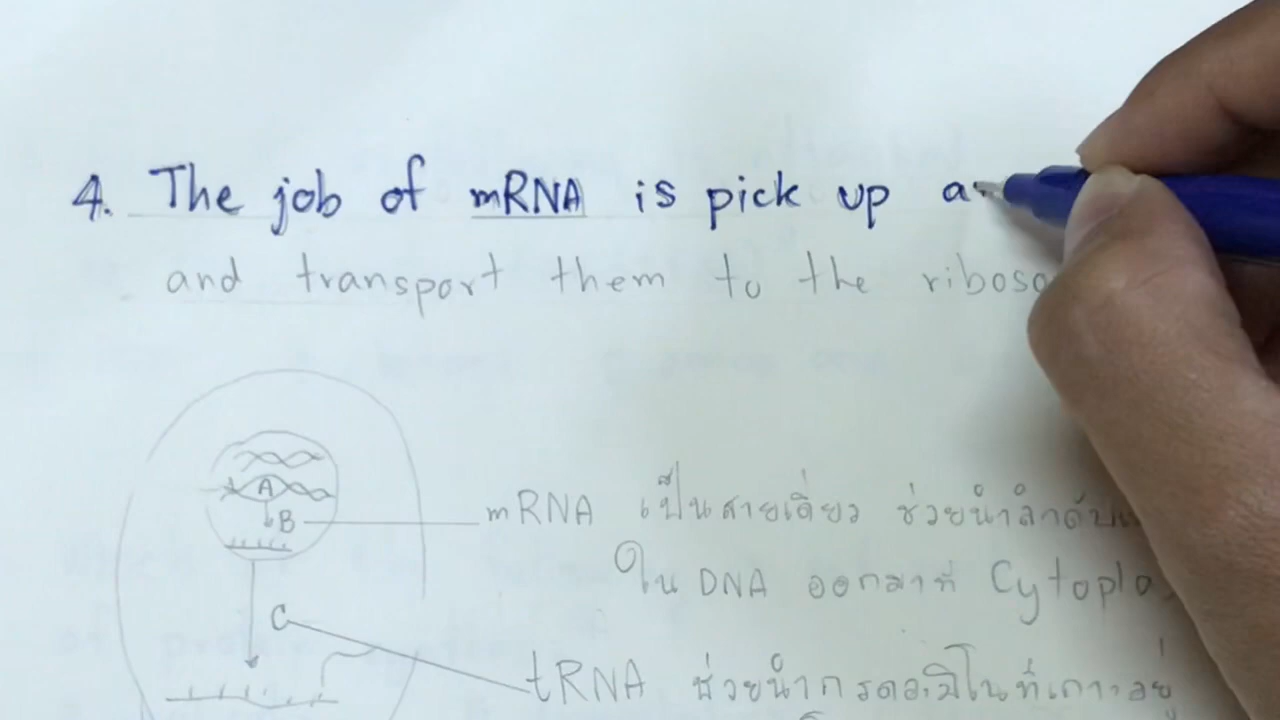 4. The job of mRNA is pick up
and transport them to the
A
B
mRNA เป็นสายเดี่ยว ช่วยนำลำดับ
ใน DNA ออกมาที่
C
tRNA ช่วยนำกรดอะมิโนที่เกาะอยู่